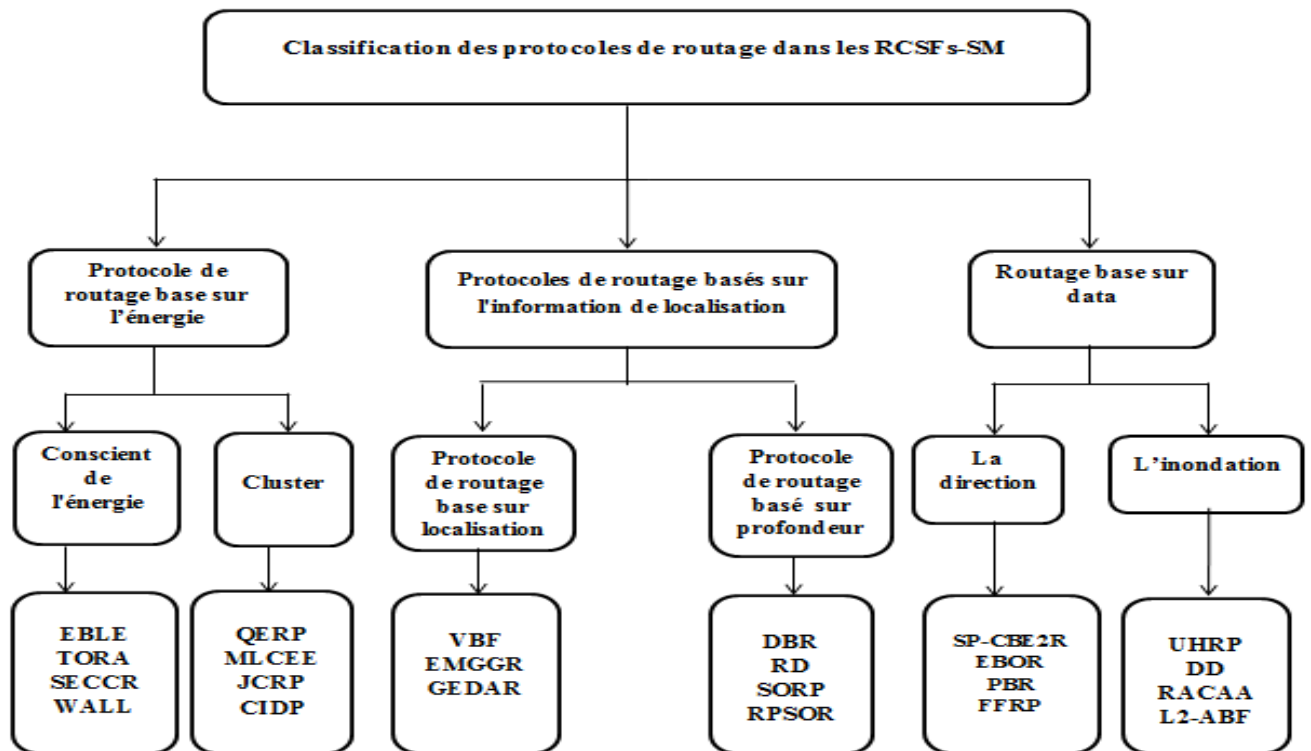 Classification des protocoles de routage dans les RCSFs-SM
Protocole de
routage base sur
l'énergie
Protocoles de routage basés sur
l'information de localisation
Routage base sur
data
Conscient
de
l'énergie
Cluster
Protocole
de routage
base sur
localisation
Protocole
de routage
basé sur
profondeur
La
direction
L'inondation
EBLE
TORA
SECCR
WALL
QERP
MLCEE
JCRP
CIDP
VBF
EMGGR
GEDAR
DBR
RD
SORP
RPSOR
SP-CBE2R
EBOR
PBR
FFRP
UHRP
DD
RACAA
L2-ABF